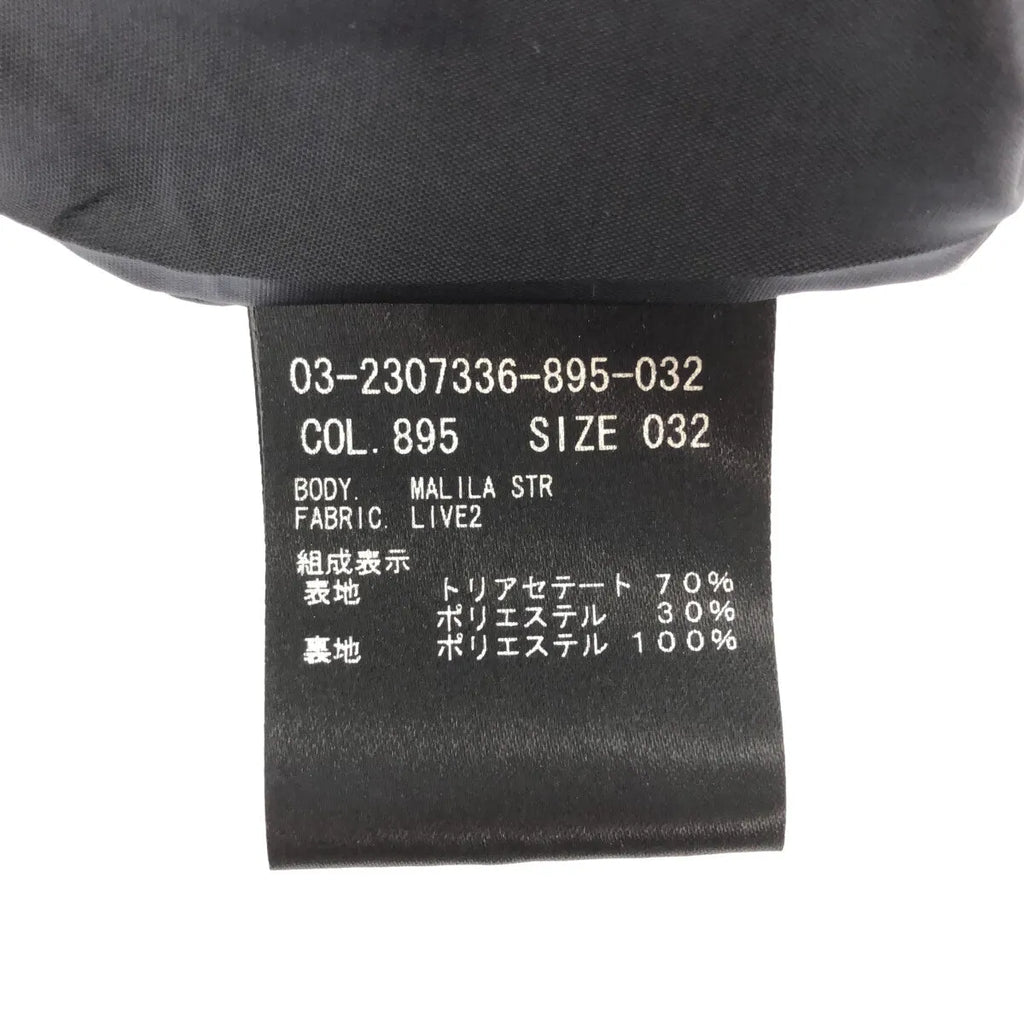 03-2307336-895-032
COL. 895 SIZE 032
BODY. MALILA STR
FABRIC. LIVE2
組成表示
表地 トリアセテート 70%
ポリエステル 30%
裏地 ポリエステル 100%